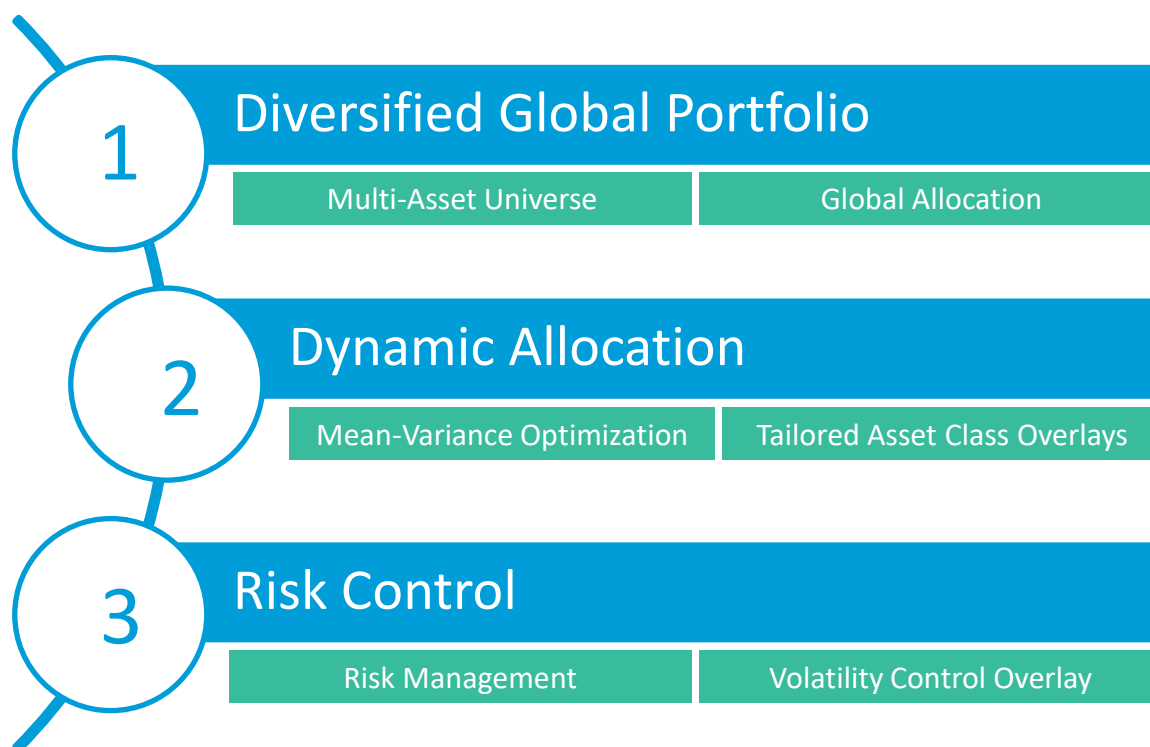 1
Diversified Global Portfolio
Multi-Asset Universe
Global Allocation
2
Dynamic Allocation
Mean-Variance Optimization
Tailored Asset Class Overlays
3
Risk Control
Risk Management
Volatility Control Overlay